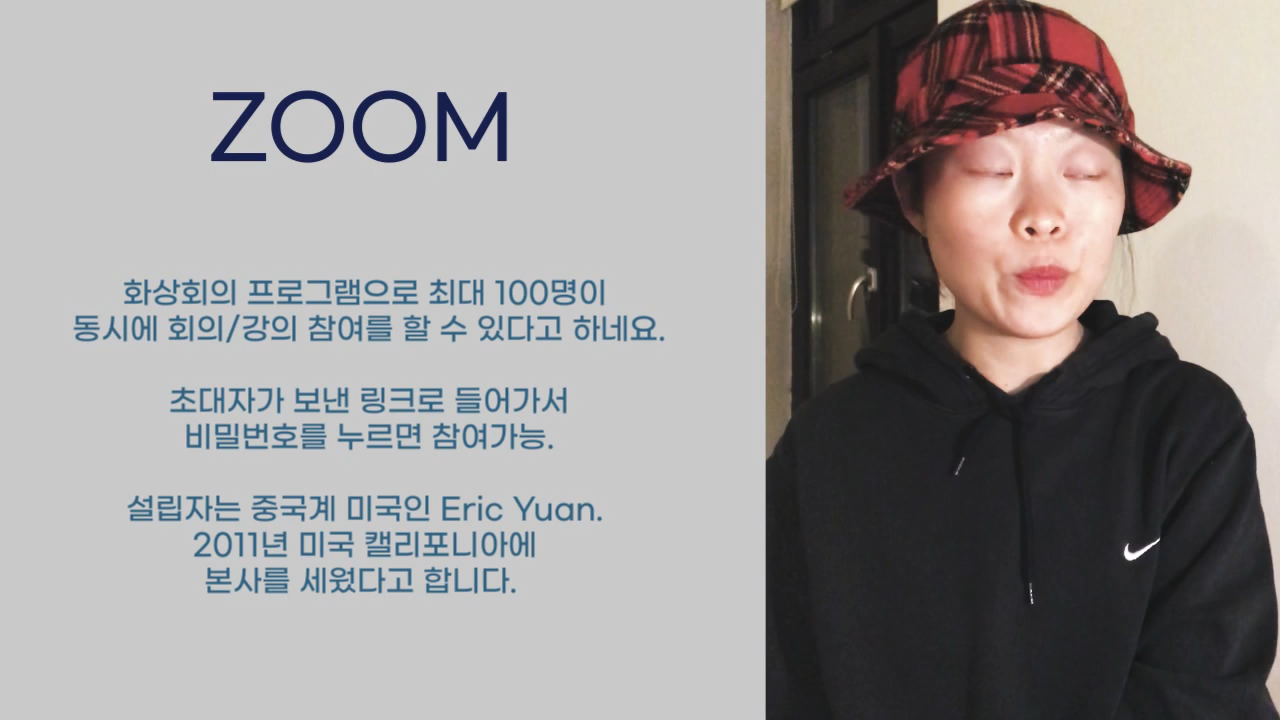 ZOOM
화상회의 프로그램으로 최대 100명이
동시에 회의/강의 참여를 할 수 있다고 하네요.
초대자가 보낸 링크로 들어가서
비밀번호를 누르면 참여가능.
설립자는 중국계 미국인 Eric Yuan.
2011년 미국 캘리포니아에
본사를 세웠다고 합니다.